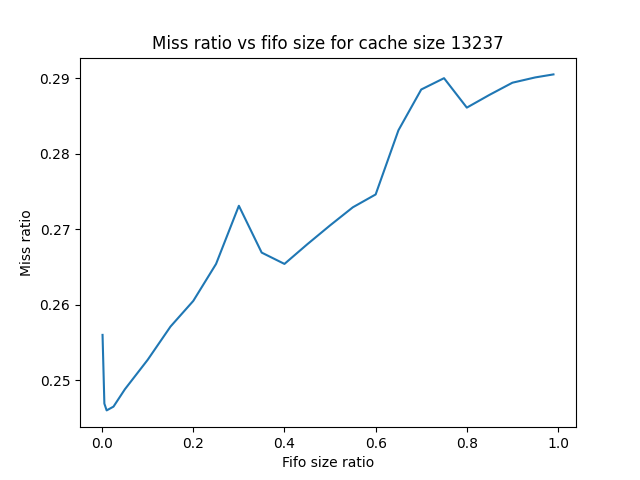 Miss ratio vs fifo size for cache size 13237
0.29
0.28
0.27
0.26
0.25
Miss ratio
0.0 0.2 0.4 0.6 0.8 1.0
Fifo size ratio